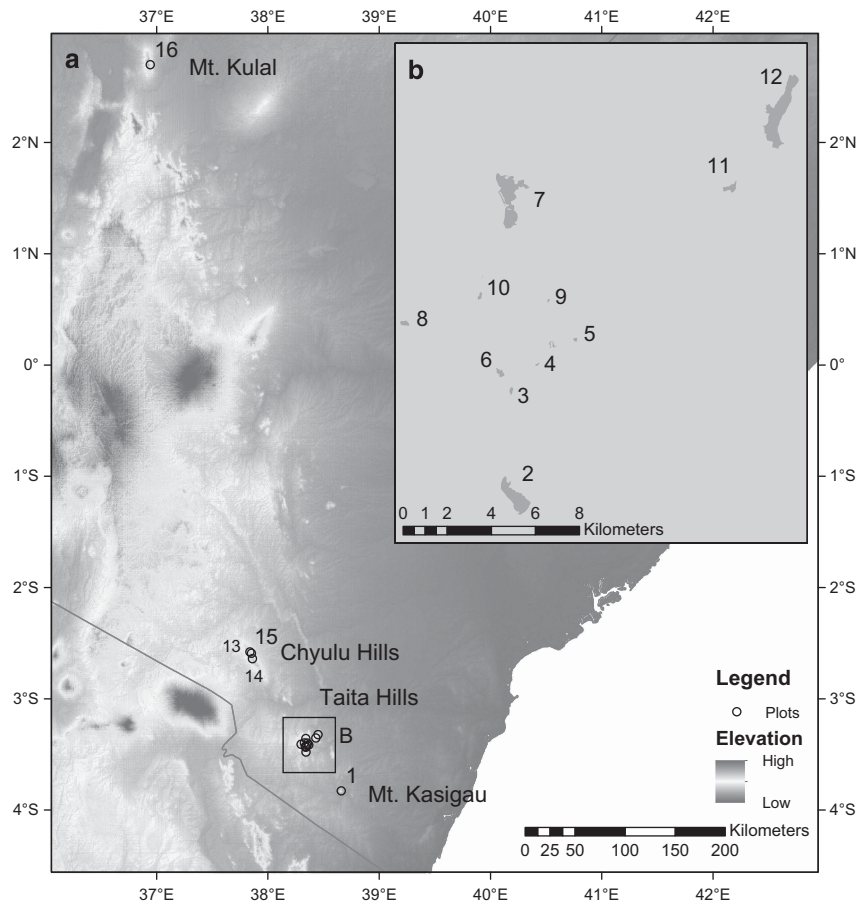 37°E 38°E 39°E 40°E 41°E 42°E
a
16
Mt. Kulal
b
12
11
7
10
9
8
5
6
4
3
2
0 1 2 4 6 8
Kilometers
2°N 2°N
1°N 1°N
0° 0°
1°S 1°S
2°S 2°S
3°S 3°S
4°S 4°S
13 15
Chyulu Hills
14
Taita Hills
B
1
Mt. Kasigau
Legend
Plots
Elevation
High
Low
Kilometers
0 25 50 100 150 200
37°E 38°E 39°E 40°E 41°E 42°E